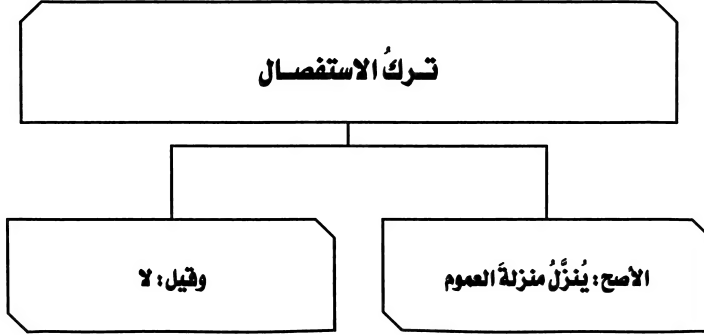 تـركُ الاستفصـال
الأصح: يُنزَّلُ منزلةَ العموم
وقيل: لا